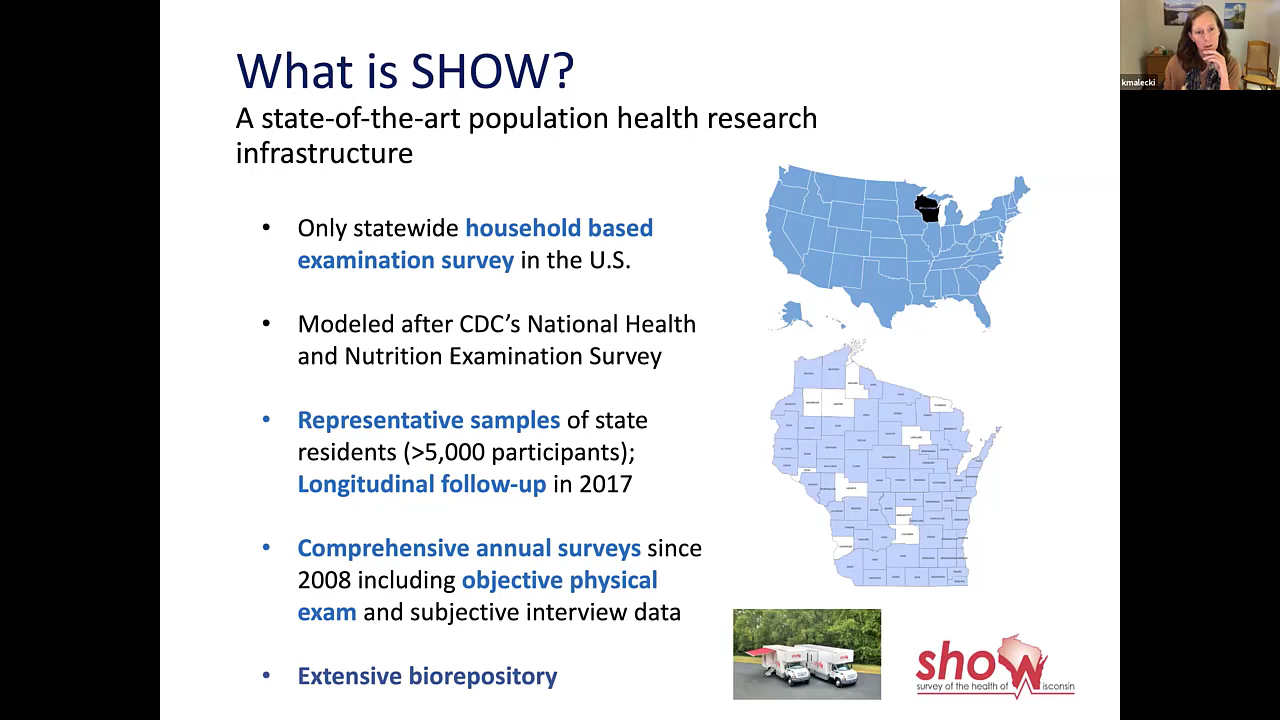 What is SHOW?
A state-of-the-art population health research
infrastructure
• Only statewide household based
examination survey in the U.S.
• Modeled after CDC’s National Health
and Nutrition Examination Survey
• Representative samples of state
residents (>5,000 participants);
Longitudinal follow-up in 2017
• Comprehensive annual surveys since
2008 including objective physical
exam and subjective interview data
• Extensive biorepository
show
survey of the health of Wisconsin
kmalecki